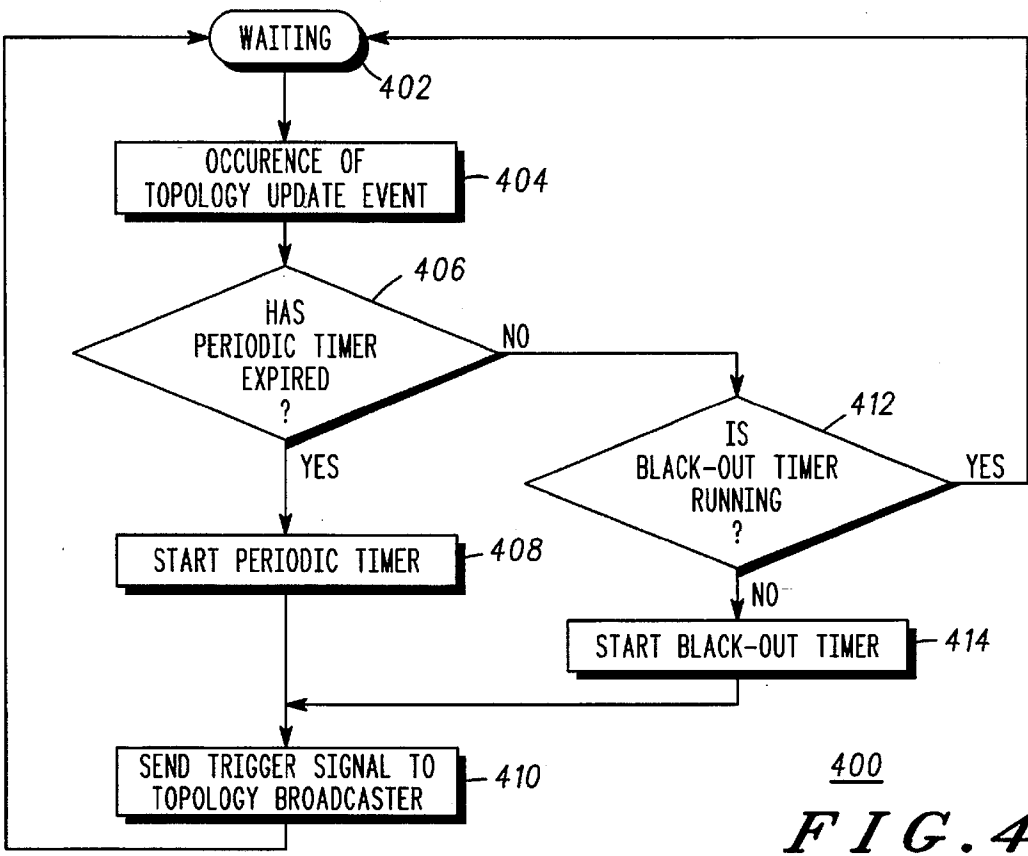 WAITING
402
OCCURENCE OF
TOPOLOGY UPDATE EVENT
404
406
HAS
PERIODIC TIMER
EXPIRED
?
NO
YES
412
IS
BLACK-OUT TIMER
RUNNING
?
YES
NO
START PERIODIC TIMER
408
START BLACK-OUT TIMER
414
SEND TRIGGER SIGNAL TO
TOPOLOGY BROADCASTER
410
400
FIG.4